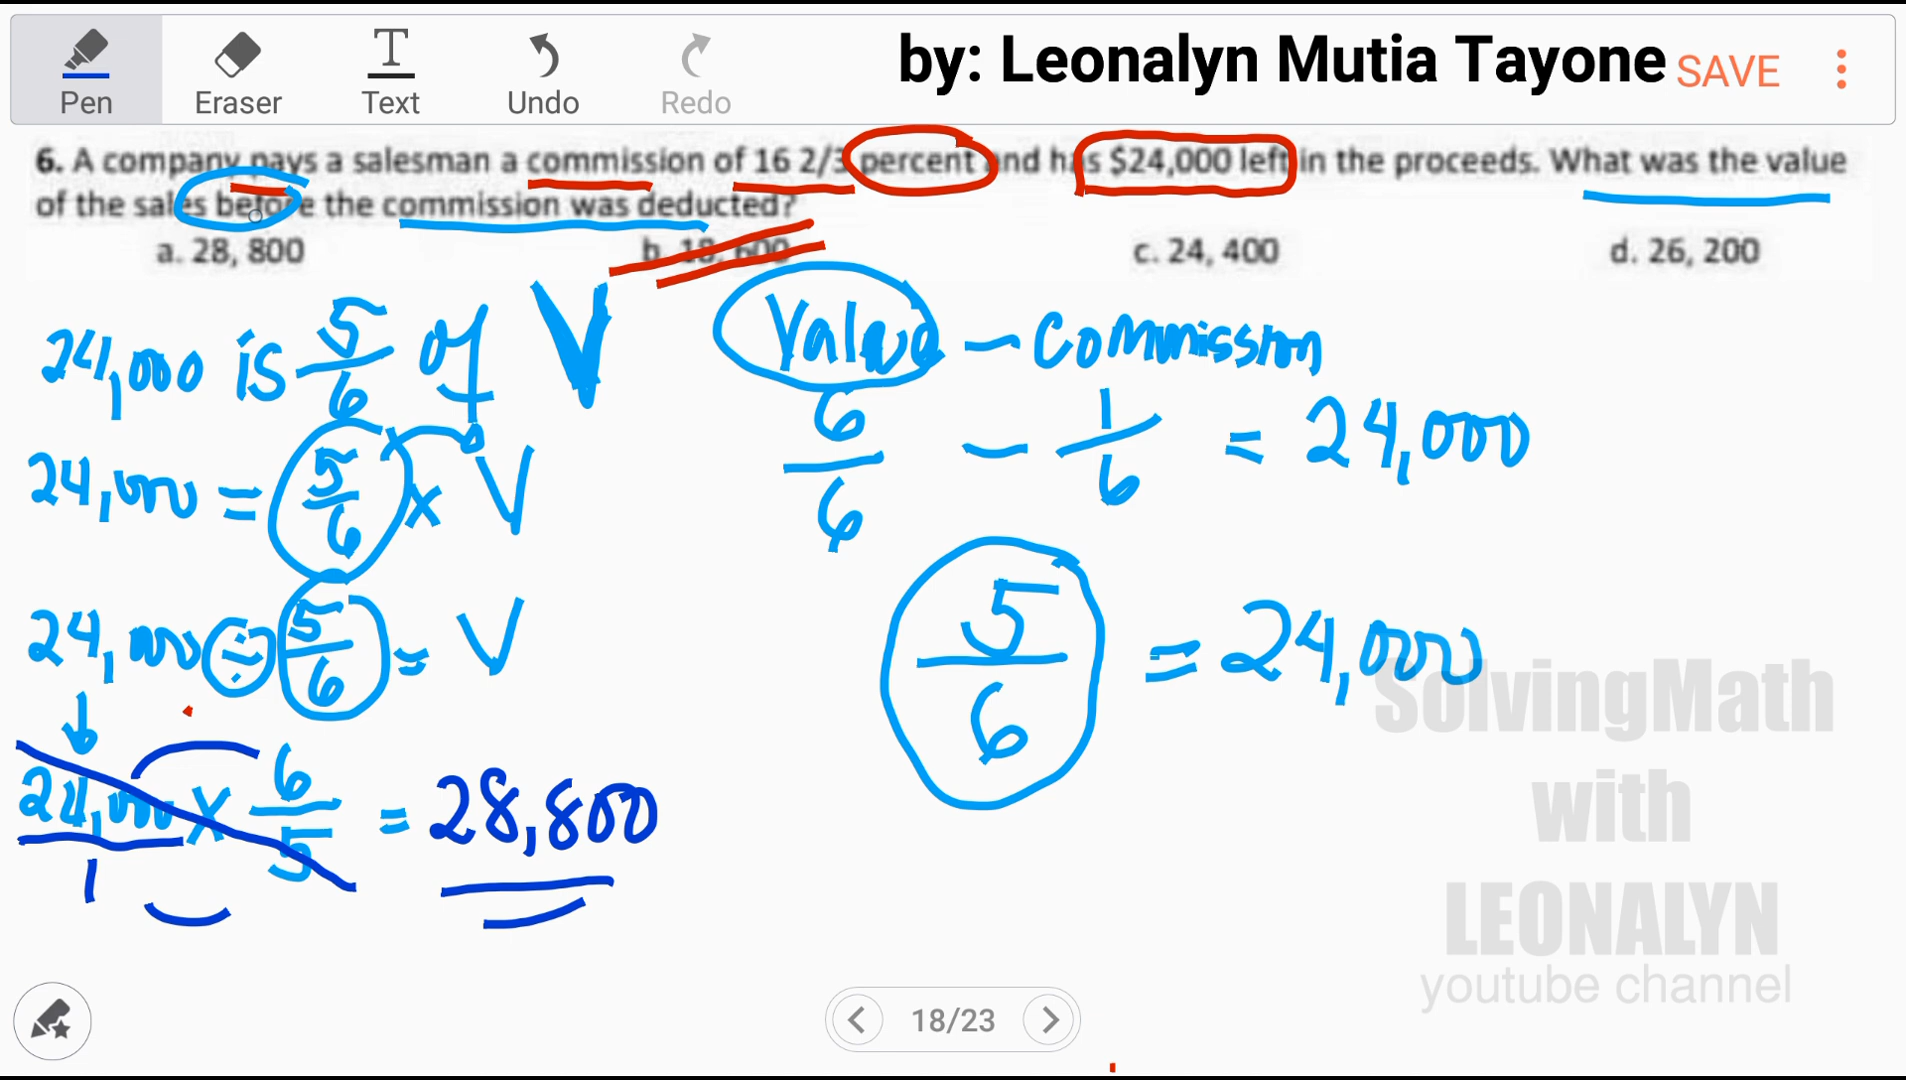 by: Leonalyn Mutia Tayone
SAVE
Pen
Eraser
Text
Undo
Redo
6. A company pays a salesman a commission of 16 2/3 percent and has $24,000 left in the proceeds. What was the value
of the sales before the commission was deducted?
a. 28, 800 b. 18, 600 c. 24, 400 d. 26, 200
24,000 is 5/6 of V
Value - Commission
6/6 - 1/6 = 24,000
24,000 = 5/6 x V
24,000 ÷ 5/6 = V
5/6 = 24,000
24,000/1 x 6/5 = 28,800
SolvingMath
with
LEONALYN
youtube channel
18/23